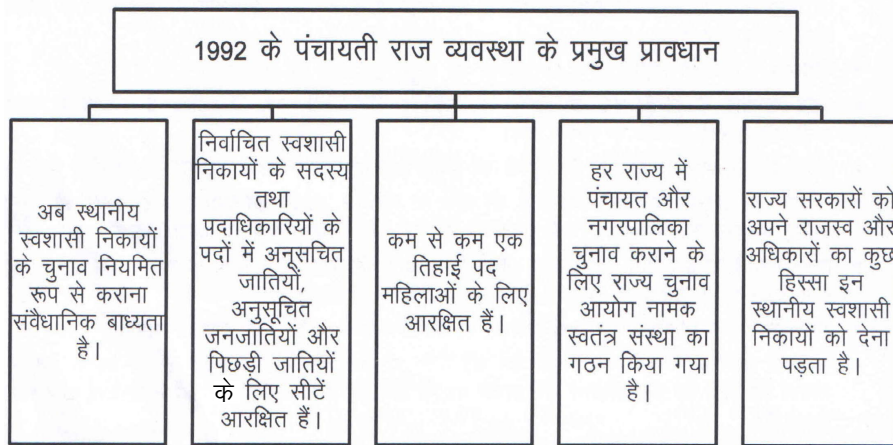 1992 के पंचायती राज व्यवस्था के प्रमुख प्रावधान
अब स्थानीय
स्वशासी निकायों
के चुनाव नियमित
रूप से कराना
संवैधानिक बाध्यता
है।
निर्वाचित स्वशासी
निकायों के सदस्य
तथा
पदाधिकारियों के
पदों में अनुसचित
जातियों,
अनुसूचित
जनजातियों और
पिछड़ी जातियों
के लिए सीटें
आरक्षित हैं।
कम से कम एक
तिहाई पद
महिलाओं के लिए
आरक्षित हैं।
हर राज्य में
पंचायत और
नगरपालिका
चुनाव कराने के
लिए राज्य चुनाव
आयोग नामक
स्वतंत्र संस्था का
गठन किया गया
है।
राज्य सरकारों को
अपने राजस्व और
अधिकारों का कुछ
हिस्सा इन
स्थानीय स्वशासी
निकायों को देना
पड़ता है।